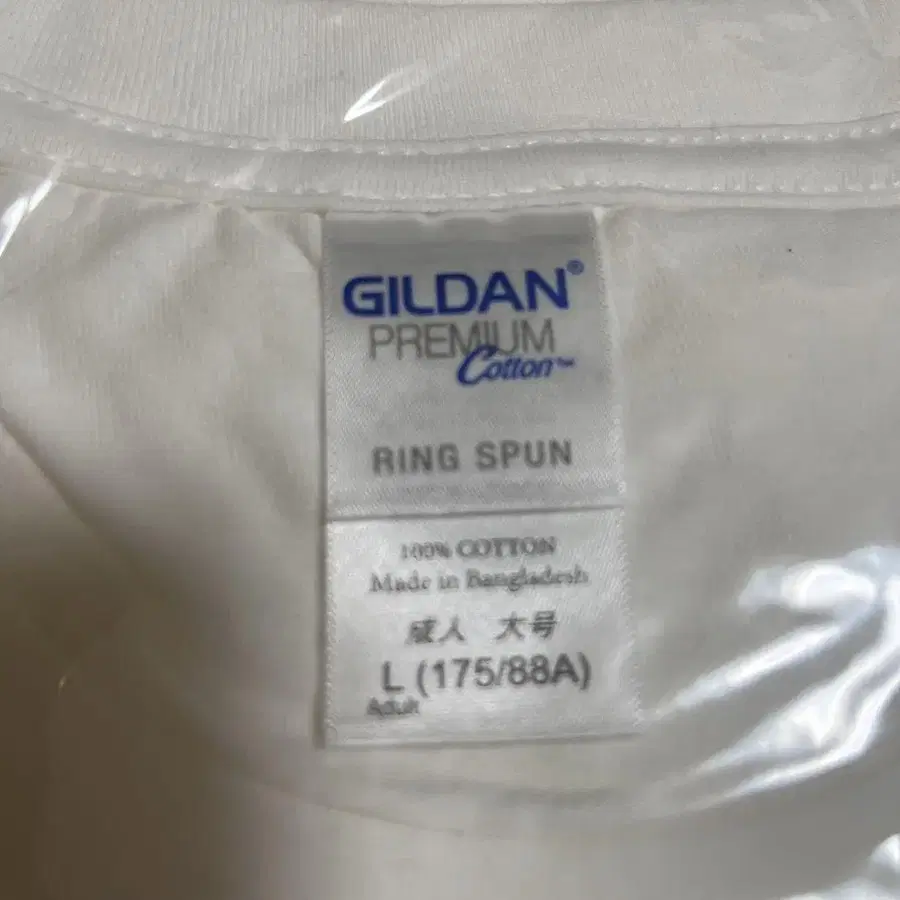 GILDAN®
PREMIUM
Cotton™
RING SPUN
100% COTTON
Made in Bangladesh
成人 大号
L (175/88A)
Adult